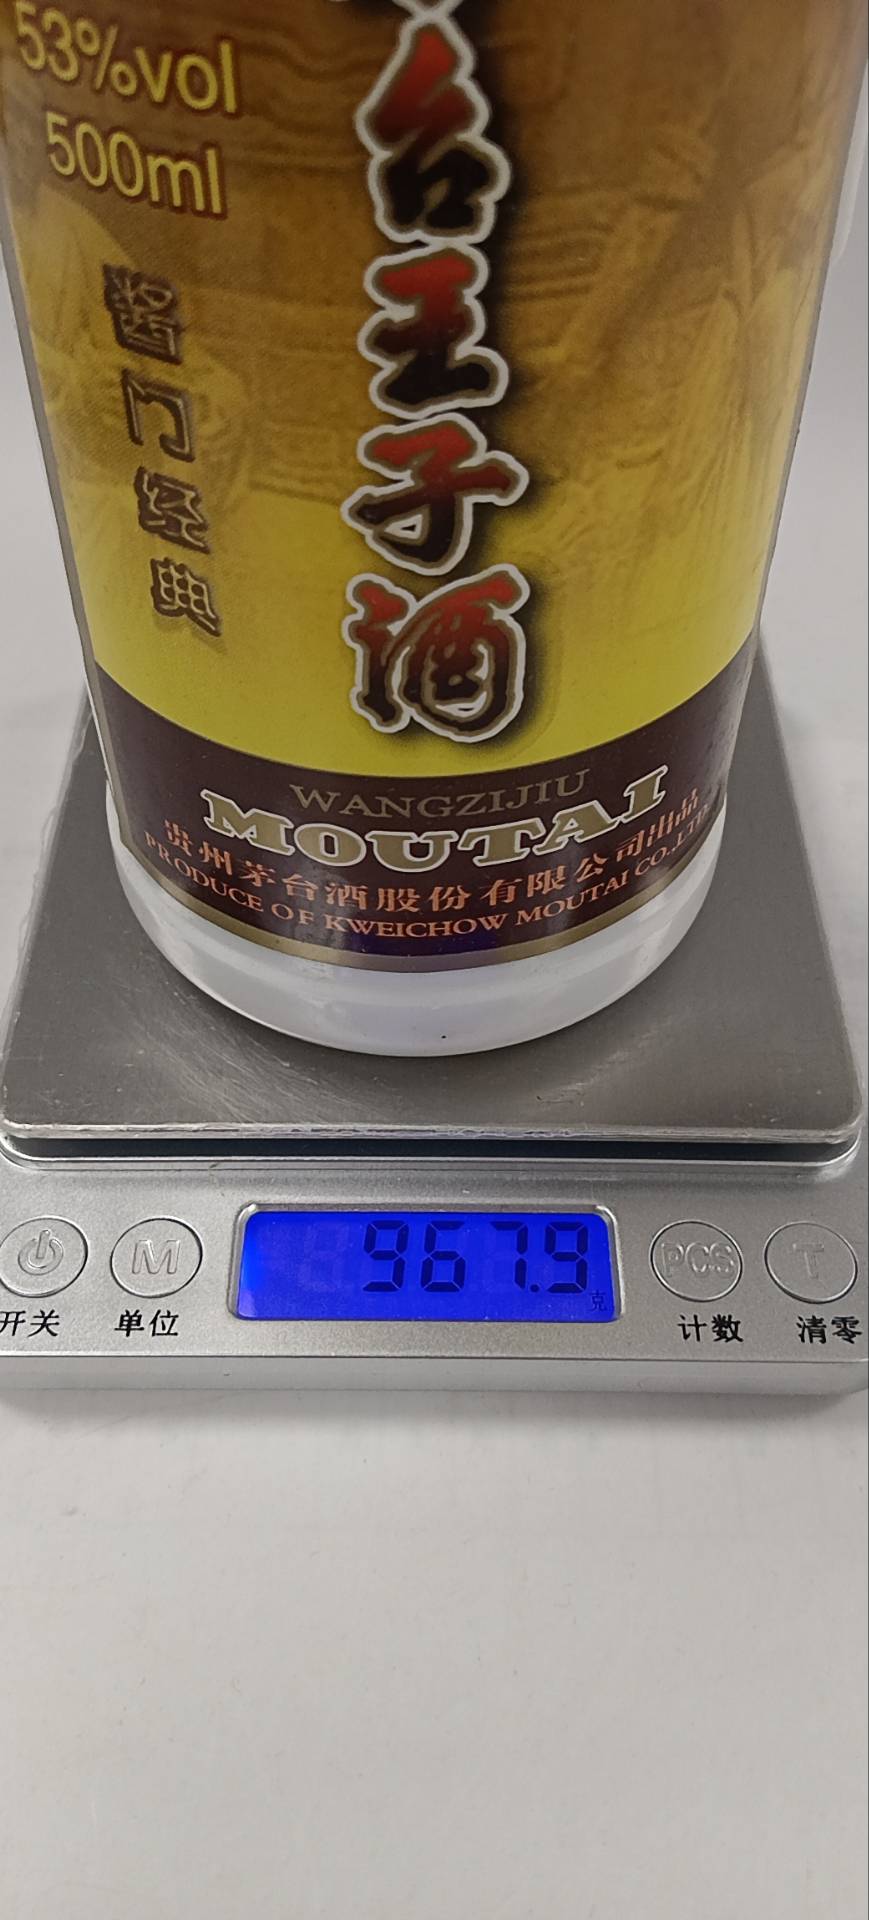 53%vol
500ml
酱门经典
台王子酒
WANGZIJIU
MOUTAI
贵州茅台酒股份有限公司出品
PRODUCE OF KWEICHOW MOUTAI CO.,LTD.
967.9
克
M
PCS
T
开关
单位
计数
清零